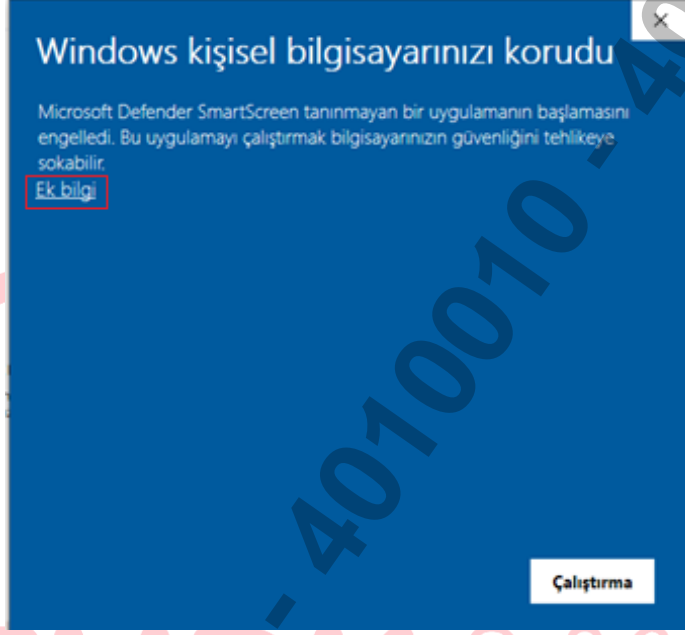 Windows kişisel bilgisayarınızı korudu
Microsoft Defender SmartScreen tanınmayan bir uygulamanın başlamasını
engelledi. Bu uygulamayı çalıştırmak bilgisayarınızın güvenliğini tehlikeye
sokabilir.
Ek bilgi
- 4010010 - 40
Çalıştırma